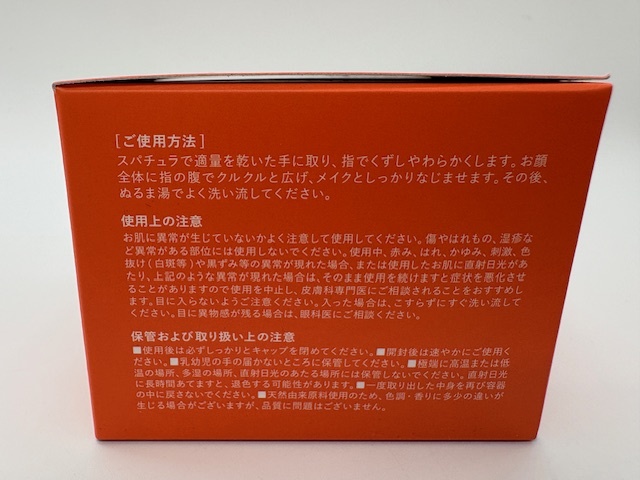 [ご使用方法]
スパチュラで適量を乾いた手に取り、指でくずしやわらかくします。お顔
全体に指の腹でクルクルと広げ、メイクとしっかりなじませます。その後、
ぬるま湯でよく洗い流してください。
使用上の注意
お肌に異常が生じていないかよく注意して使用してください。傷やはれもの、湿疹な
ど異常がある部位には使用しないでください。使用中、赤み、はれ、かゆみ、刺激、色
抜け(白斑等)や黒ずみ等の異常が現れた場合、または使用したお肌に直射日光があ
たり、上記のような異常が現れた場合は、そのまま使用を続けますと症状を悪化させ
ることがありますので使用を中止し、皮膚科専門医にご相談されることをおすすめし
ます。目に入らないようご注意ください。入った場合は、こすらずにすぐ洗い流して
ください。目に異物感が残る場合は、眼科医にご相談ください。
保管および取り扱い上の注意
■使用後は必ずしっかりとキャップを閉めてください。■開封後は速やかにご使用く
ださい。■乳幼児の手の届かないところに保管してください。■極端に高温または低
温の場所、多湿の場所、直射日光のあたる場所には保管しないでください。直射日光
に長時間あてますと、退色する可能性があります。■一度取り出した中身を再び容器
の中に戻さないでください。■天然由来原料使用のため、色調・香りに多少の違いが
生じる場合がございますが、品質に問題はございません。